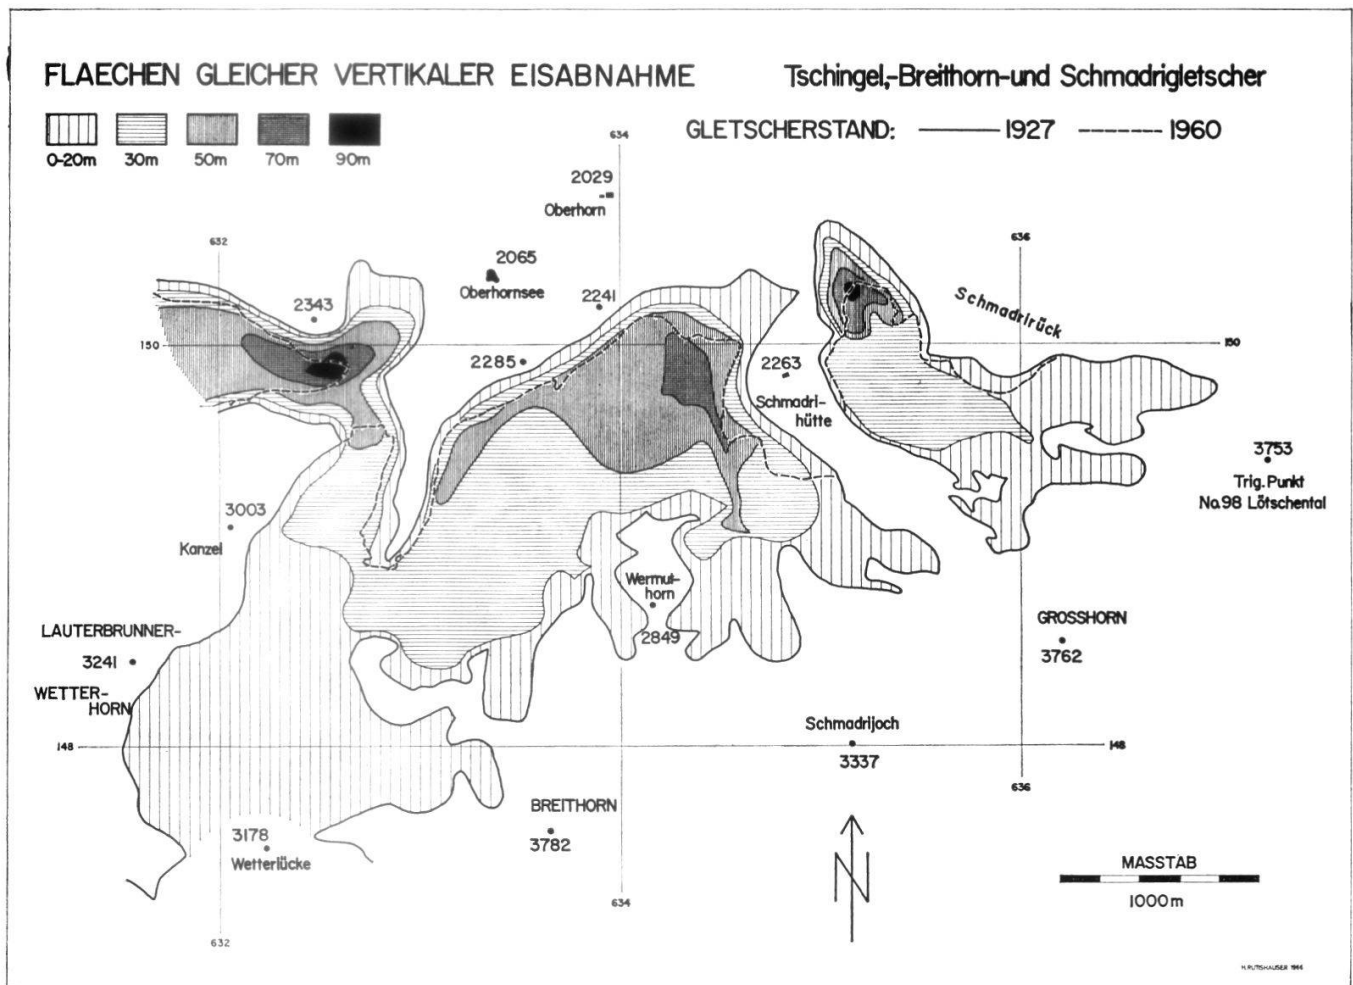 FLAECHEN GLEICHER VERTIKALER EISABNAHME
Tschingel,-Breithorn-und Schmadrigletscher
0-20m 30m 50m 70m 90m
GLETSCHERSTAND: 1927 1960
634
2029
Oberhorn
632
636
2065
Oberhornsee
2343
2241
Schmadrirück
150
150
2285
2263
Schmadri-
hütte
3753
Trig. Punkt
No.98 Lötschental
3003
Kanzel
Wermut-
horn
2849
LAUTERBRUNNER-
3241
WETTER-
HORN
GROSSHORN
3762
Schmadrijoch
3337
148
148
636
BREITHORN
3782
3178
Wetterlücke
N
MASSTAB
1000m
634
632
H. RUTISHAUSER 1966